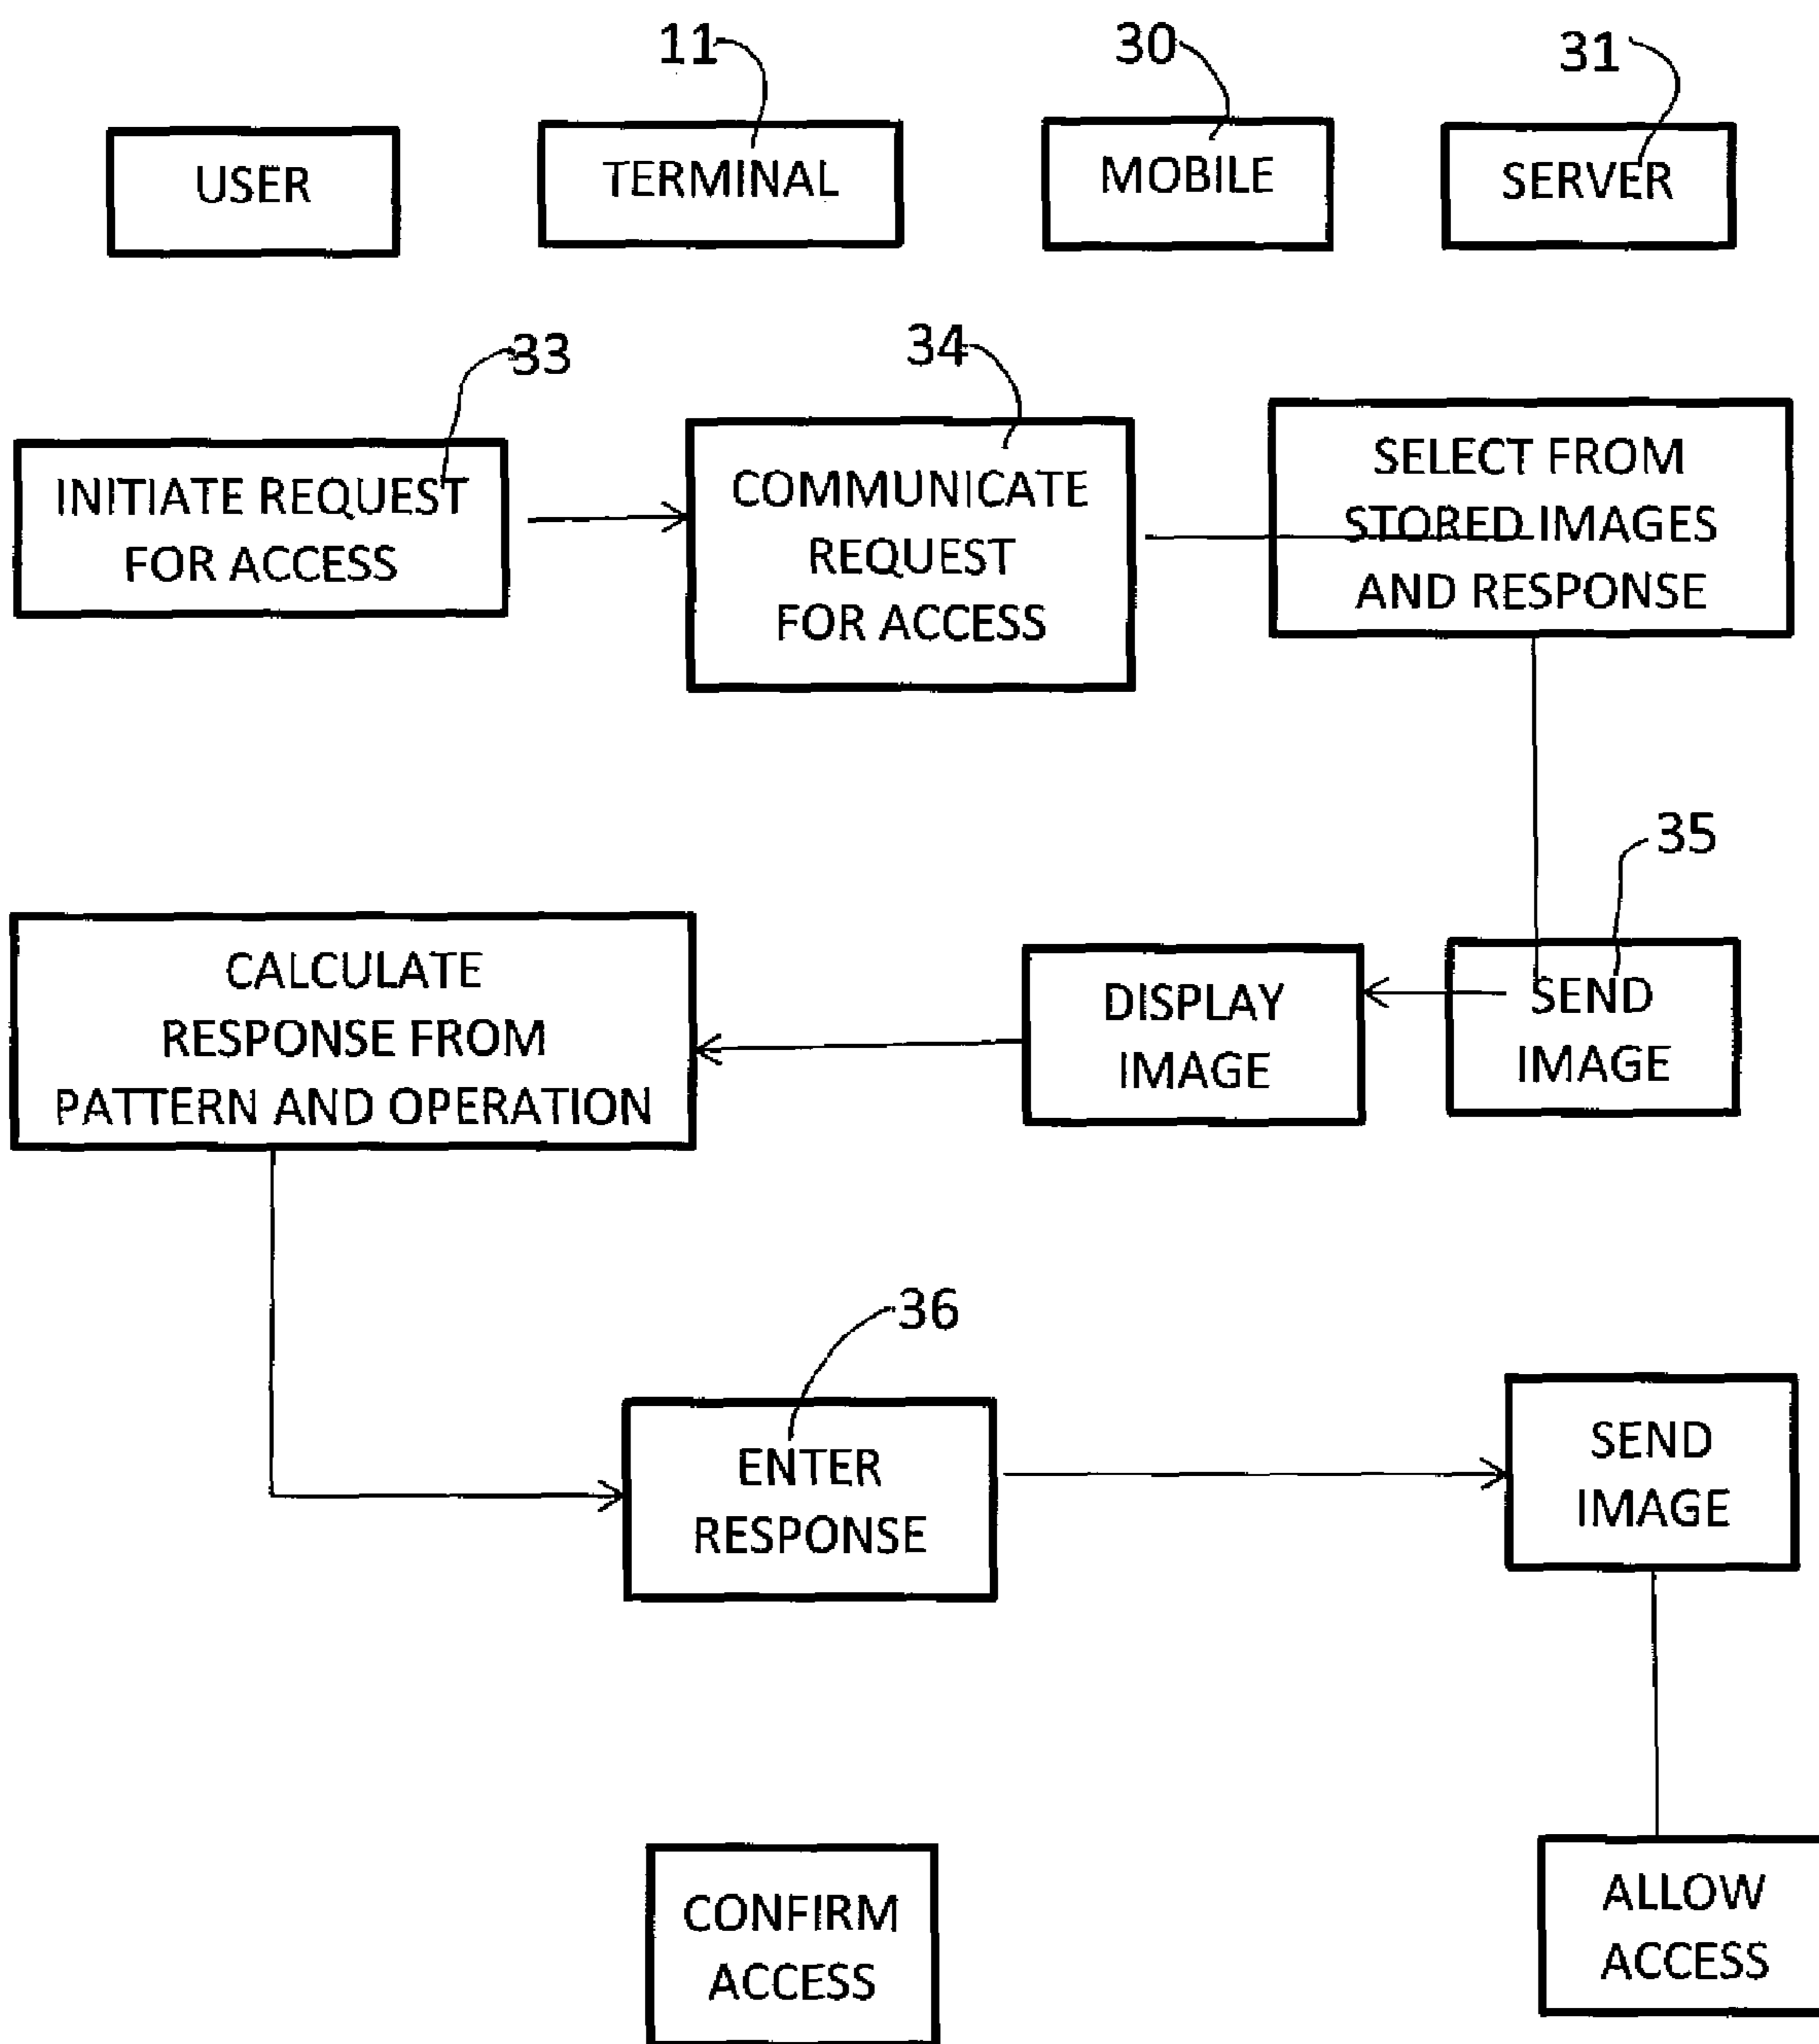 11
30
31
USER
TERMINAL
MOBILE
SERVER
33
34
INITIATE REQUEST
FOR ACCESS
COMMUNICATE
REQUEST
FOR ACCESS
SELECT FROM
STORED IMAGES
AND RESPONSE
35
CALCULATE
RESPONSE FROM
PATTERN AND OPERATION
DISPLAY
IMAGE
SEND
IMAGE
36
ENTER
RESPONSE
SEND
IMAGE
CONFIRM
ACCESS
ALLOW
ACCESS